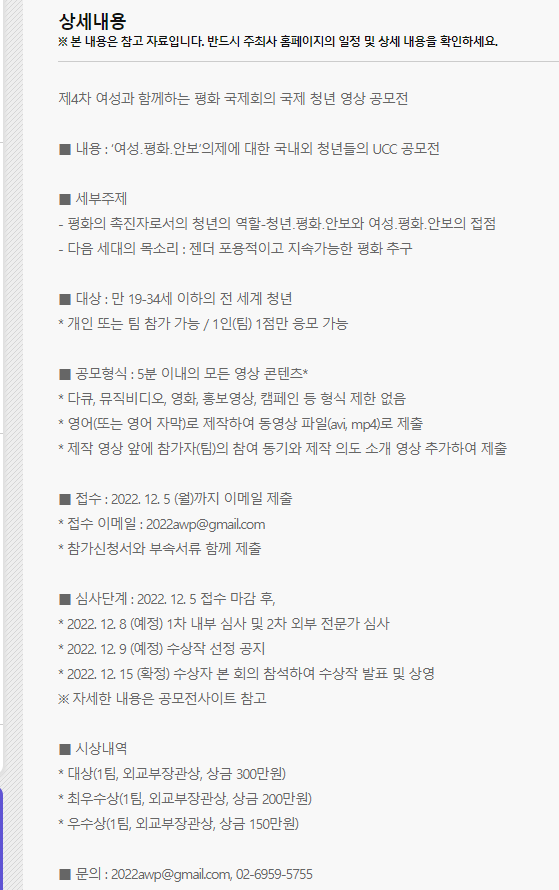 상세내용
※ 본 내용은 참고 자료입니다. 반드시 주최사 홈페이지의 일정 및 상세 내용을 확인하세요.
제4차 여성과 함께하는 평화 국제회의 국제 청년 영상 공모전
■ 내용 : '여성.평화.안보'의제에 대한 국내외 청년들의 UCC 공모전
■ 세부주제
- 평화의 촉진자로서의 청년의 역할-청년.평화.안보와 여성.평화.안보의 접점
- 다음 세대의 목소리 : 젠더 포용적이고 지속가능한 평화 추구
■ 대상 : 만 19-34세 이하의 전 세계 청년
* 개인 또는 팀 참가 가능 / 1인(팀) 1점만 응모 가능
■ 공모형식 : 5분 이내의 모든 영상 콘텐츠*
* 다큐, 뮤직비디오, 영화, 홍보영상, 캠페인 등 형식 제한 없음
* 영어(또는 영어 자막)로 제작하여 동영상 파일(avi, mp4)로 제출
* 제작 영상 앞에 참가자(팀)의 참여 동기와 제작 의도 소개 영상 추가하여 제출
■ 접수 : 2022. 12. 5 (월)까지 이메일 제출
* 접수 이메일 : 2022awp@gmail.com
* 참가신청서와 부속서류 함께 제출
■ 심사단계 : 2022. 12. 5 접수 마감 후,
* 2022. 12. 8 (예정) 1차 내부 심사 및 2차 외부 전문가 심사
* 2022. 12. 9 (예정) 수상작 선정 공지
* 2022. 12. 15 (확정) 수상자 본 회의 참석하여 수상작 발표 및 상영
※ 자세한 내용은 공모전사이트 참고
■ 시상내역
* 대상(1팀, 외교부장관상, 상금 300만원)
* 최우수상(1팀, 외교부장관상, 상금 200만원)
* 우수상(1팀, 외교부장관상, 상금 150만원)
■ 문의 : 2022awp@gmail.com, 02-6959-5755